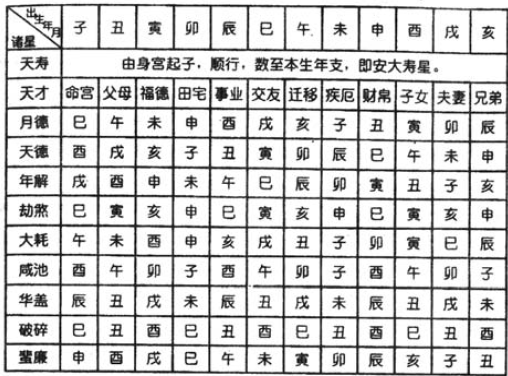 出生年月 子 丑 寅 卯 辰 巳 午 未 申 酉 戌 亥
诸星
天寿 由身宫起子，顺行，数至本生年支，即安大寿星。
天才 命宫 父母 福德 田宅 事业 交友 迁移 疾厄 财帛 子女 夫妻 兄弟
月德 巳 午 未 申 酉 戌 亥 子 丑 寅 卯 辰
天德 酉 戌 亥 子 丑 寅 卯 辰 巳 午 未 申
年解 戌 酉 申 未 午 巳 辰 卯 寅 丑 子 亥
劫煞 巳 寅 亥 申 巳 寅 亥 申 巳 寅 亥 申
大耗 午 未 酉 申 亥 戌 丑 子 卯 寅 巳 辰
咸池 酉 午 卯 子 酉 午 卯 子 酉 午 卯 子
华盖 辰 丑 戌 未 辰 丑 戌 未 辰 丑 戌 未
破碎 巳 丑 酉 巳 丑 酉 巳 丑 酉 巳 丑 酉
蜚廉 申 酉 戌 巳 午 未 寅 卯 辰 亥 子 丑